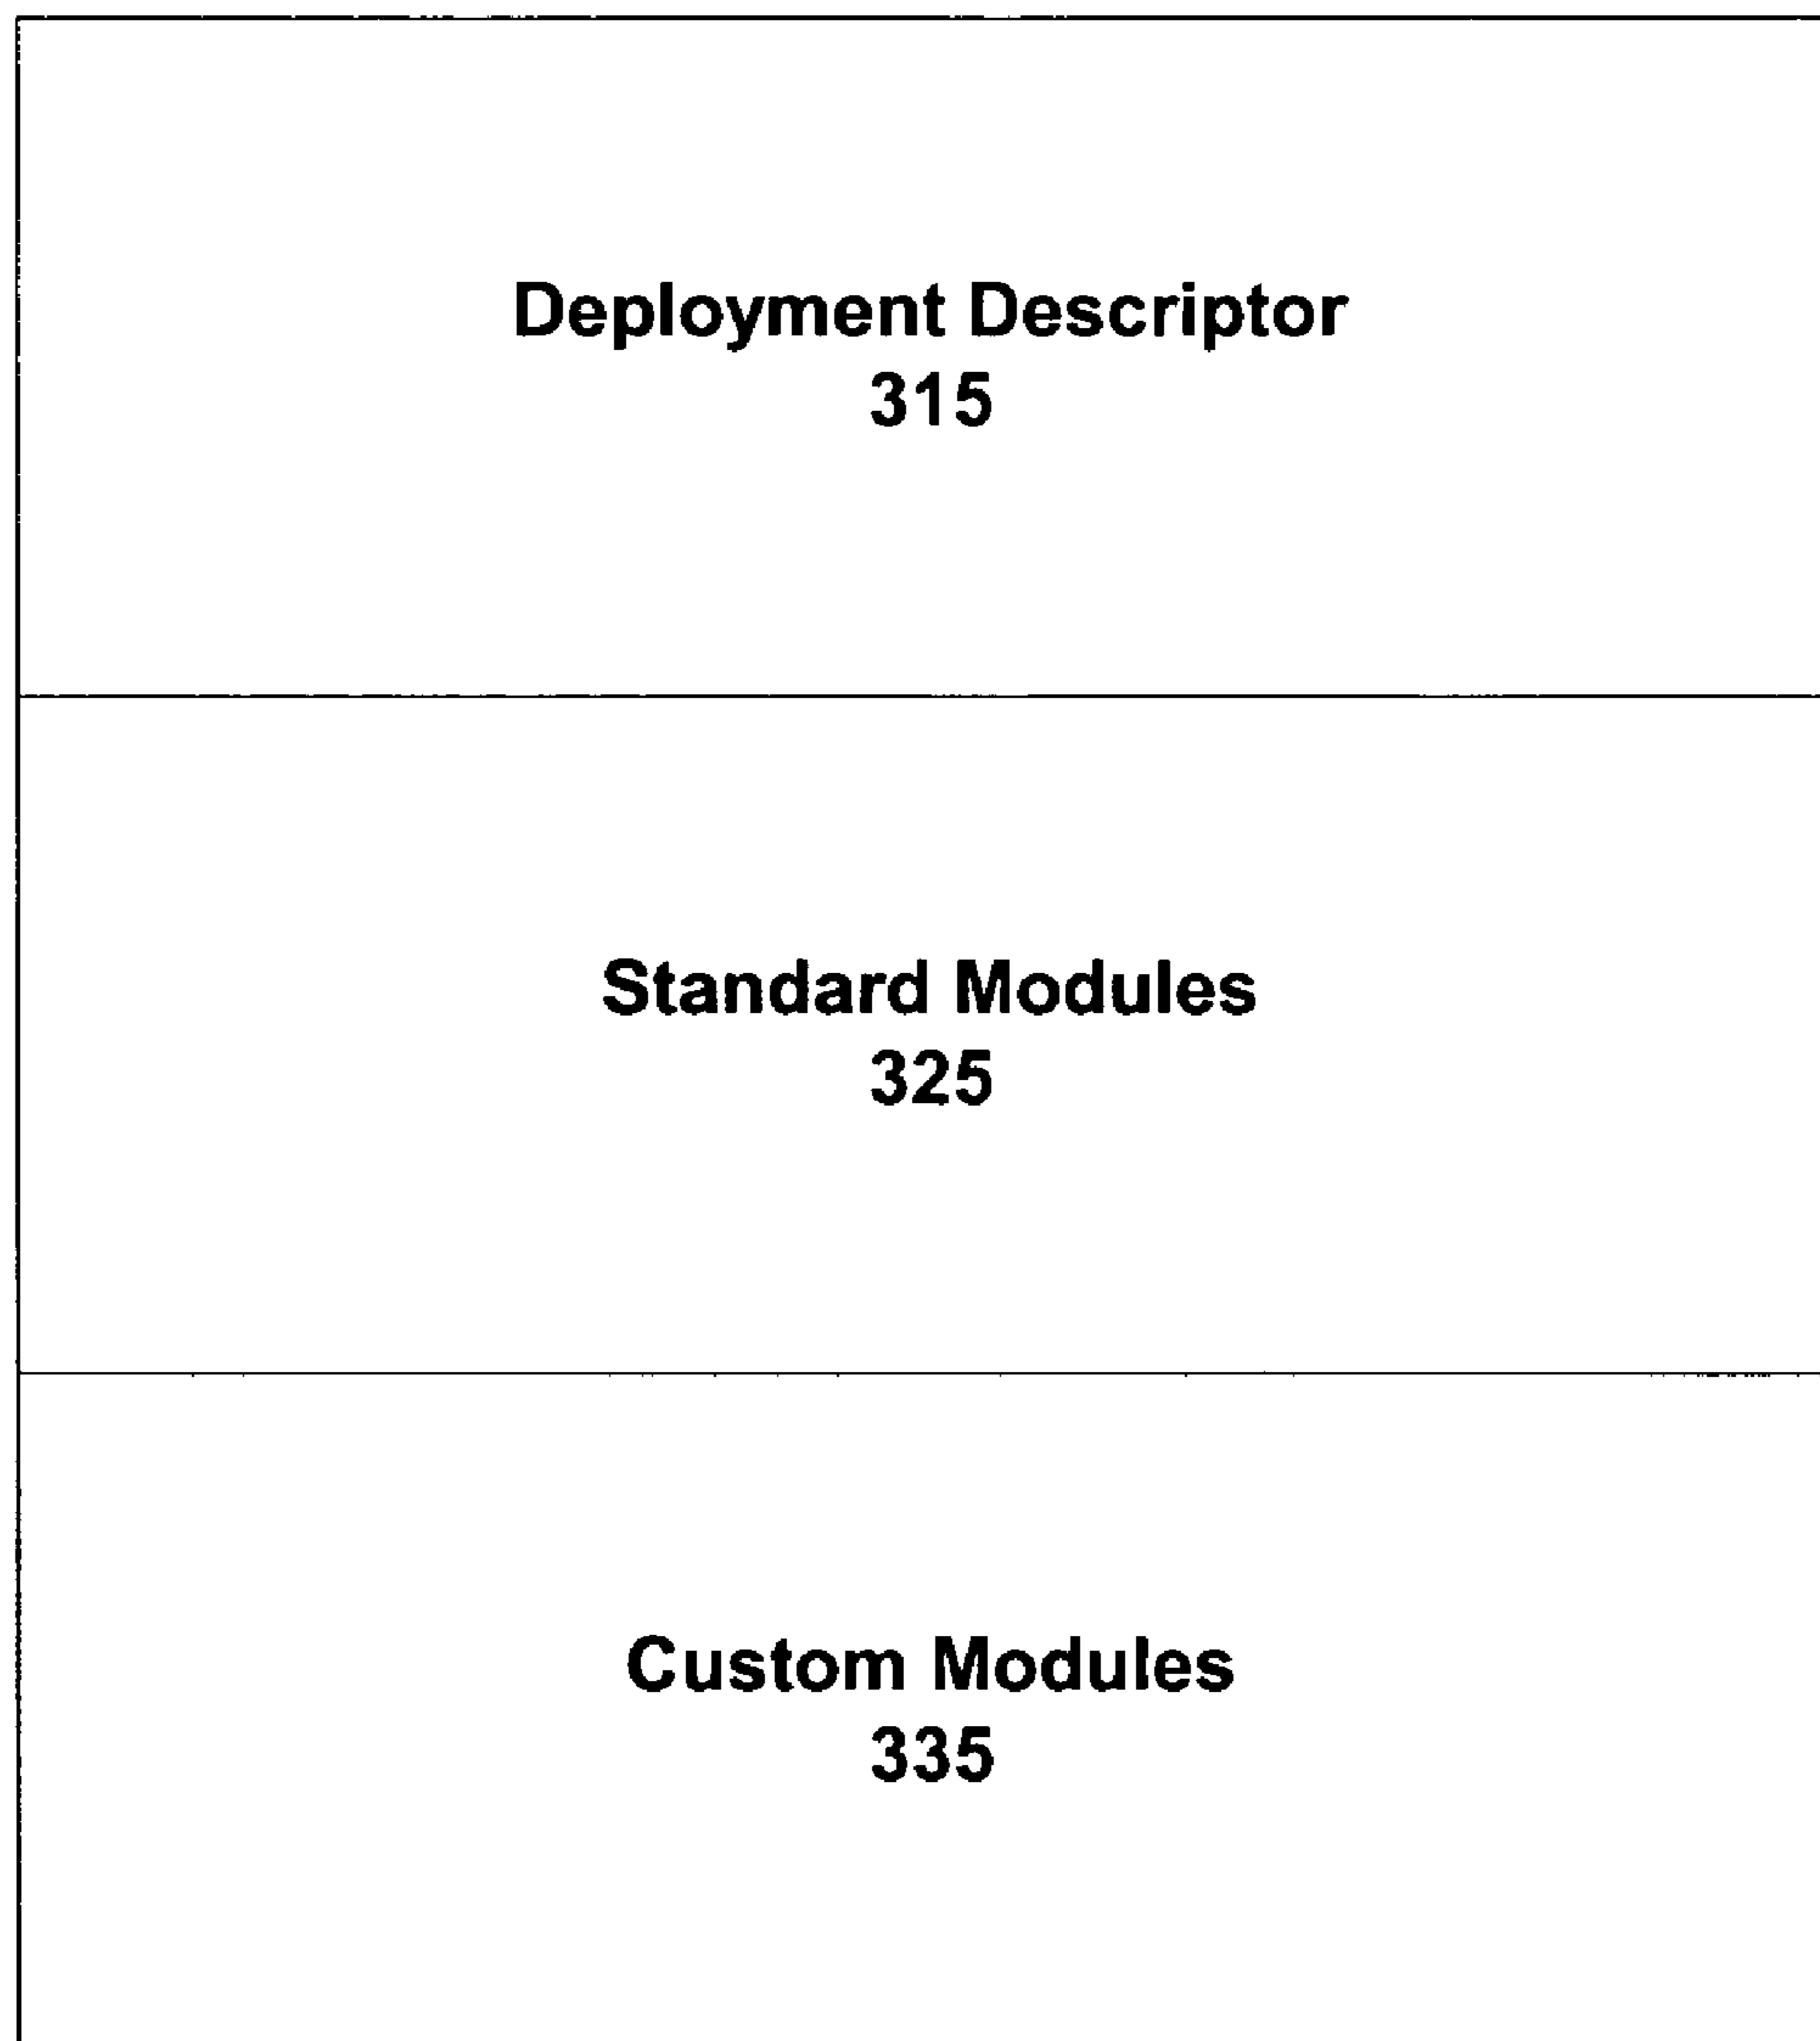 Deployment Descriptor
315
Standard Modules
325
Custom Modules
335